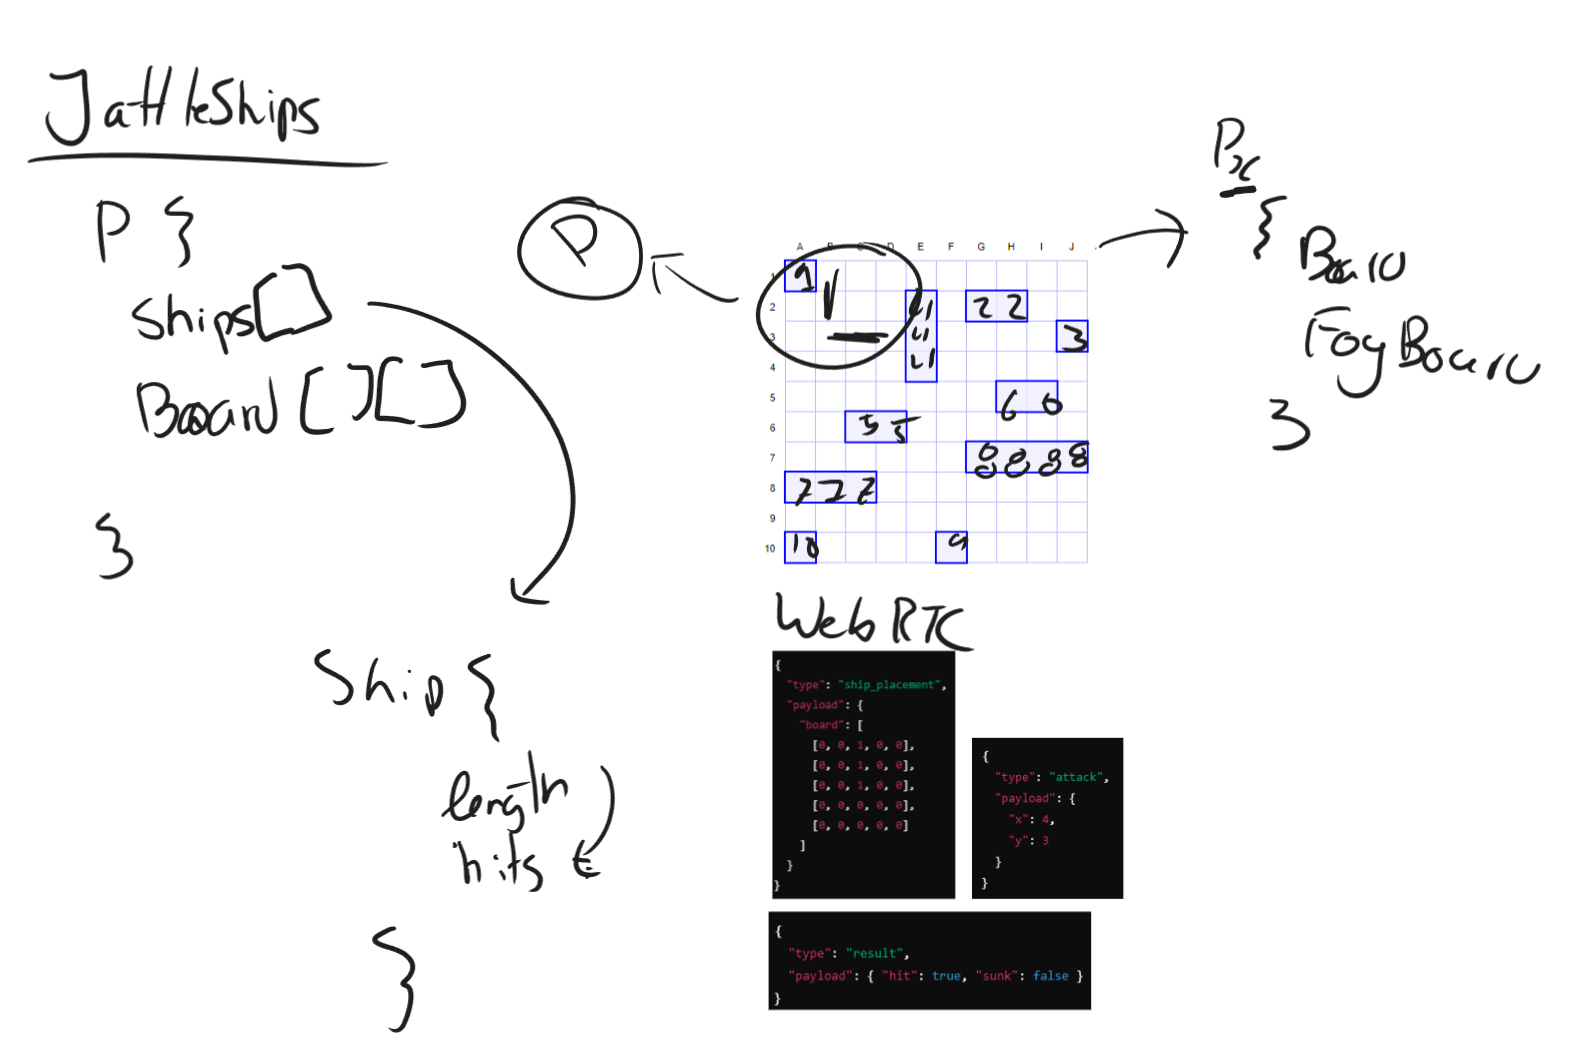 JattleShips
P {
Ships[]
Board [][]
}
Ship {
length
hits
}
P
A B C D E F G H I J
1
2
3
4
5
6
7
8
9
10
1
4 2 2
4 3
4
6 6
5 5
8 8 8 8
7 7 7
10 9
Px
{
Board
FogBoard
}
WebRTC
{
"type": "ship_placement",
"payload": {
"board": [
[0, 0, 1, 0, 0],
[0, 0, 1, 0, 0],
[0, 0, 1, 0, 0],
[0, 0, 0, 0, 0],
[0, 0, 0, 0, 0]
]
}
}
{
"type": "attack",
"payload": {
"x": 4,
"y": 3
}
}
{
"type": "result",
"payload": { "hit": true, "sunk": false }
}